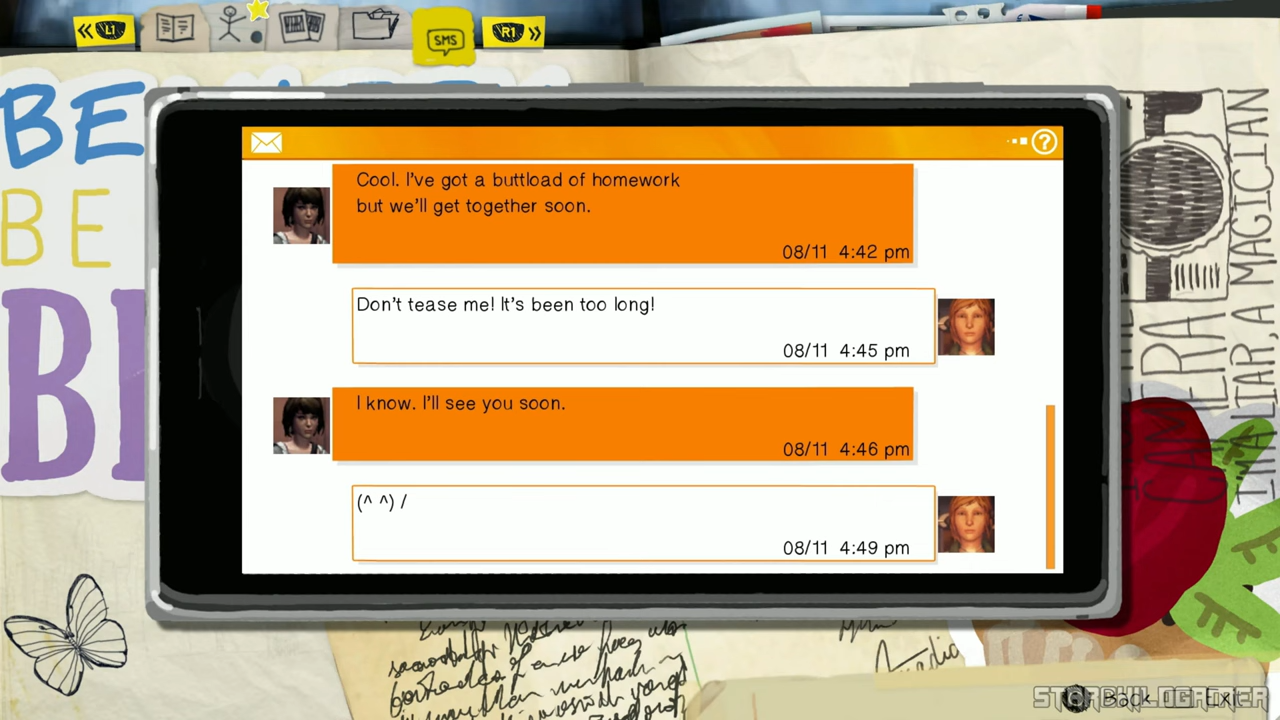 L1
SMS
R1
BE
BE
Cool. I've got a buttload of homework
but we'll get together soon.
08/11 4:42 pm
Don't tease me! It's been too long!
08/11 4:45 pm
I know. I'll see you soon.
08/11 4:46 pm
(^ ^) /
08/11 4:49 pm
CAMERA
I'M A LIAR, A MAGICIAN
Back
Exit